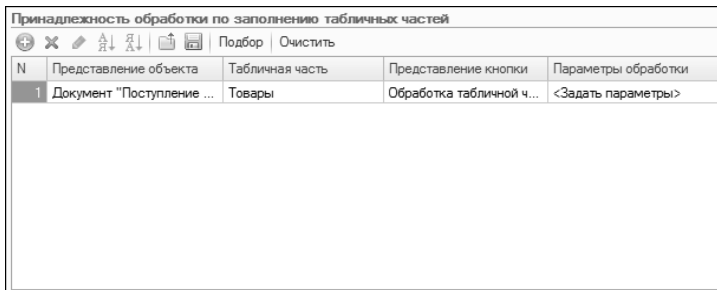 Принадлежность обработки по заполнению табличных частей
Подбор Очистить
N Представление объекта Табличная часть Представление кнопки Параметры обработки
1 Документ "Поступление ... Товары Обработка табличной ч... <Задать параметры>